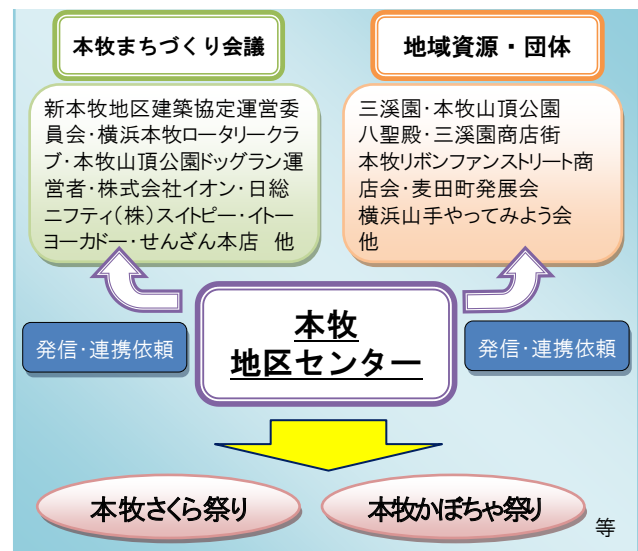 本牧まちづくり会議
新本牧地区建築協定運営委
員会・横浜本牧ロータリークラ
ブ・本牧山頂公園ドッグラン運
営者・株式会社イオン・日総
ニフティ(株)スイトピー・イトー
ヨーカドー・せんざん本店 他
地域資源・団体
三溪園・本牧山頂公園
八聖殿・三溪園商店街
本牧リボンファンストリート商
店会・麦田町発展会
横浜山手やってみよう会
他
発信・連携依頼
本牧
地区センター
発信・連携依頼
本牧さくら祭り
本牧かぼちゃ祭り
等